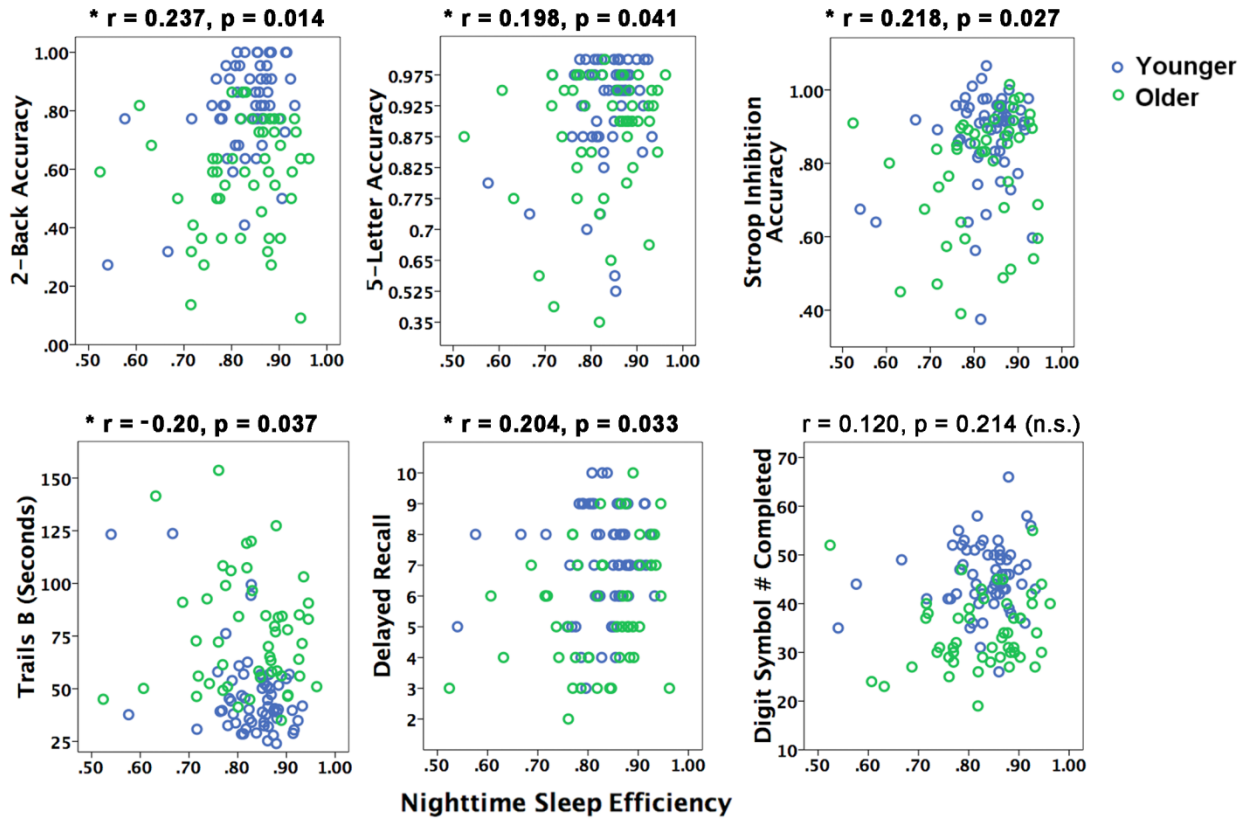 * r = 0.237, p = 0.014
* r = 0.198, p = 0.041
* r = 0.218, p = 0.027
2-Back Accuracy
1.00
.80
.60
.40
.20
.00
.50 .60 .70 .80 .90 1.00
5-Letter Accuracy
0.975
0.925
0.875
0.825
0.775
0.7
0.65
0.525
0.35
.50 .60 .70 .80 .90 1.00
Stroop Inhibition
Accuracy
1.00
.80
.60
.40
.50 .60 .70 .80 .90 1.00
Younger
Older
* r = -0.20, p = 0.037
* r = 0.204, p = 0.033
r = 0.120, p = 0.214 (n.s.)
Trails B (Seconds)
150
125
100
75
50
25
.50 .60 .70 .80 .90 1.00
Delayed Recall
10
9
8
7
6
5
4
3
2
.50 .60 .70 .80 .90 1.00
Digit Symbol # Completed
70
60
50
40
30
20
10
.50 .60 .70 .80 .90 1.00
Nighttime Sleep Efficiency